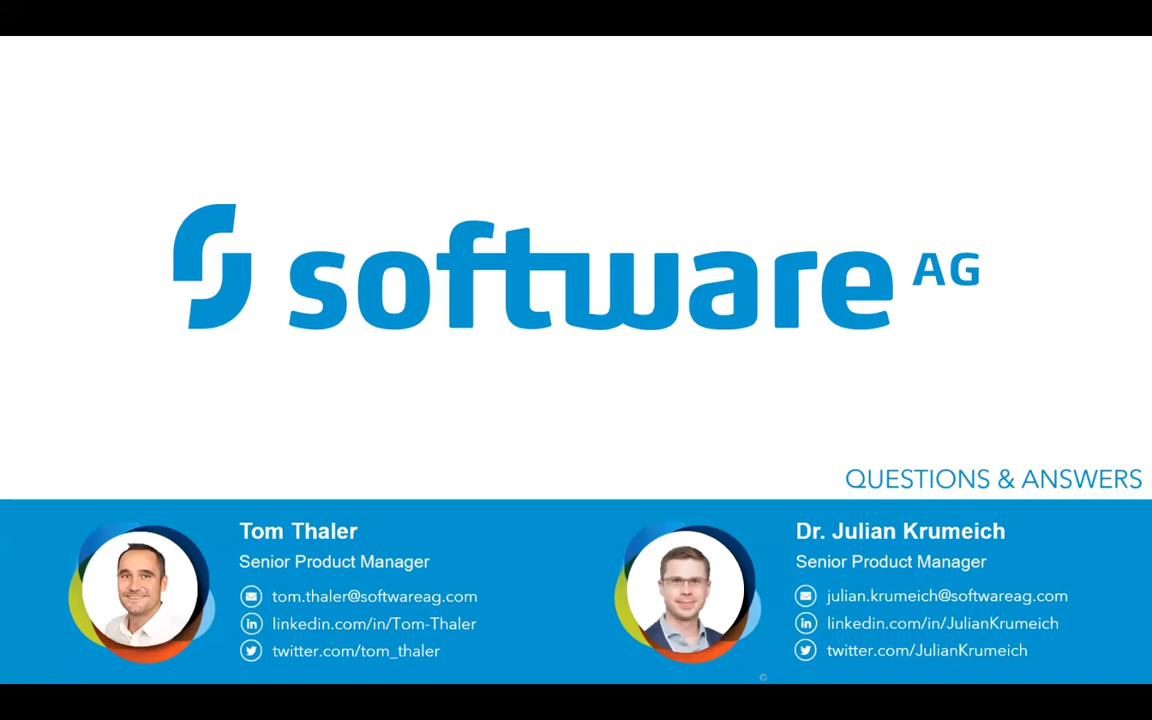 software AG
QUESTIONS & ANSWERS
Tom Thaler
Senior Product Manager
tom.thaler@softwareag.com
linkedin.com/in/Tom-Thaler
twitter.com/tom_thaler
Dr. Julian Krumeich
Senior Product Manager
julian.krumeich@softwareag.com
linkedin.com/in/JulianKrumeich
twitter.com/JulianKrumeich
©